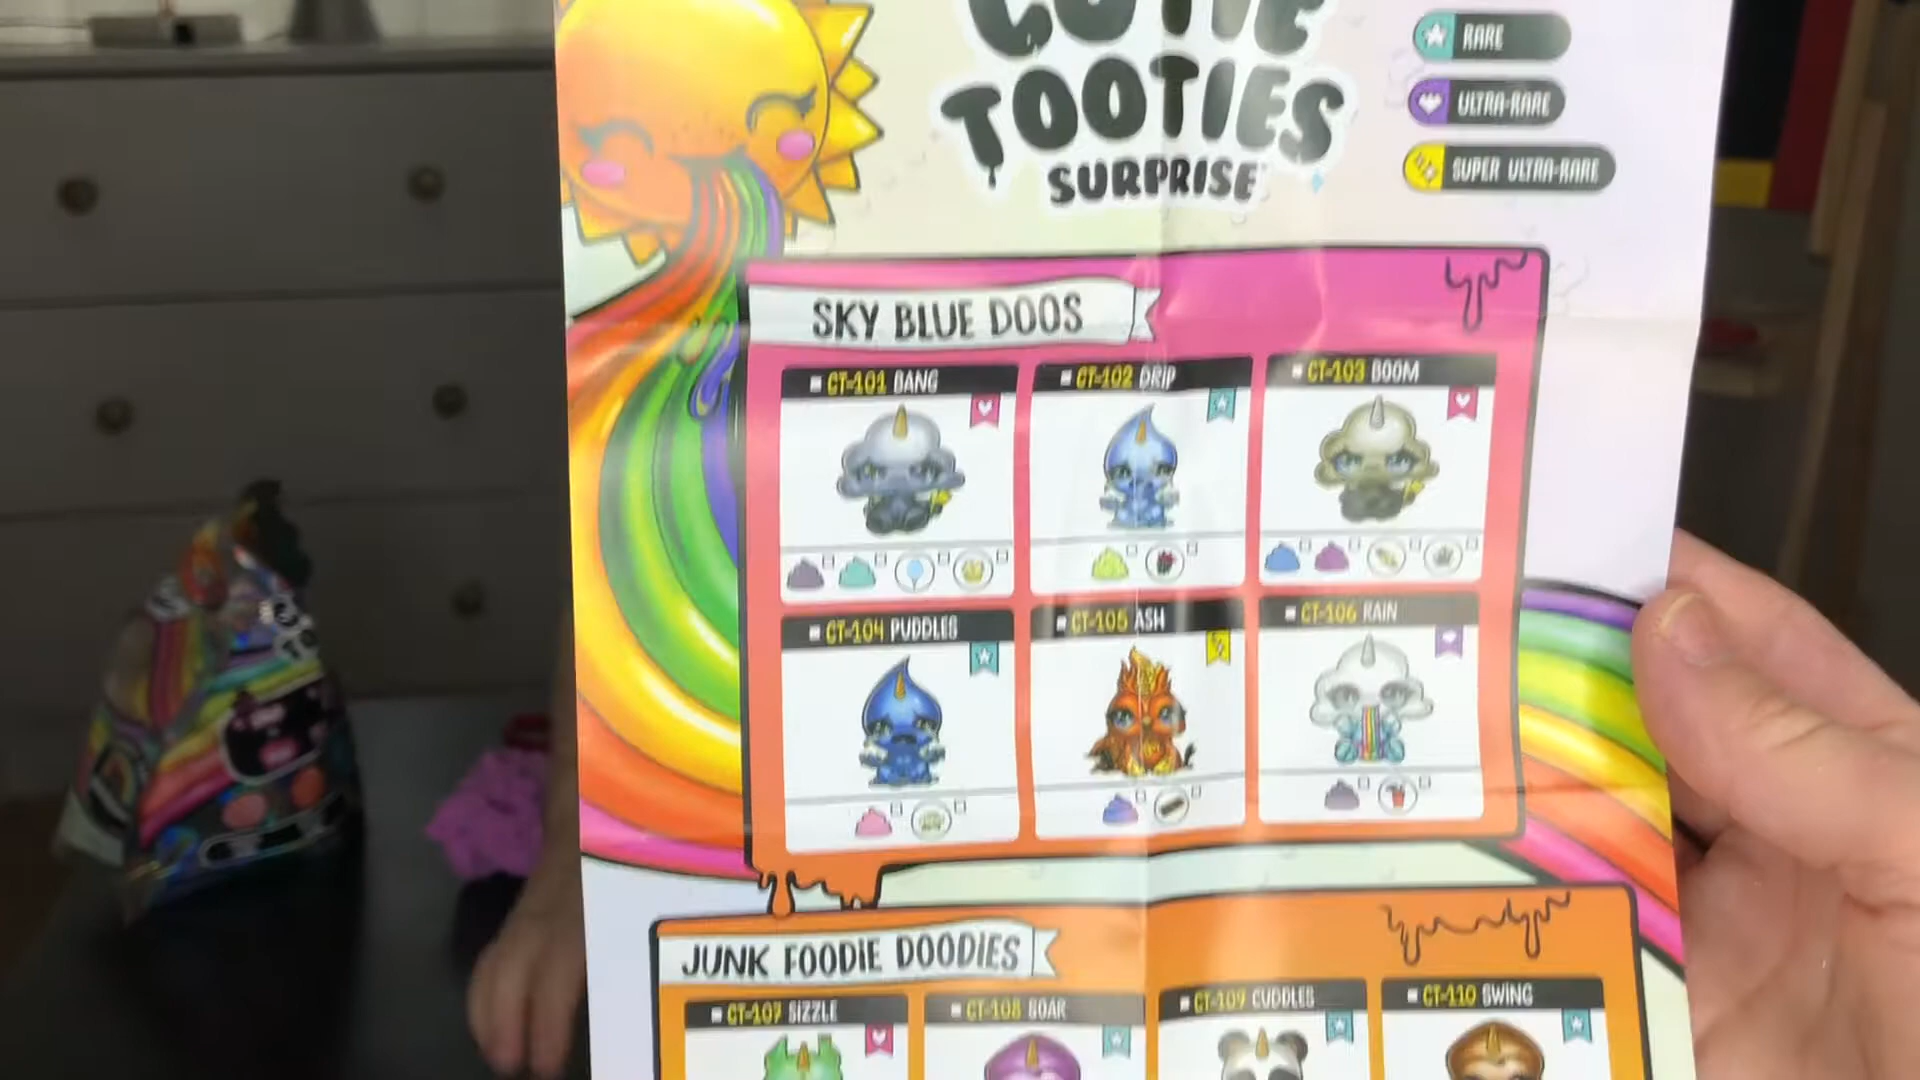 CUTIE
TOOTIES
SURPRISE
RARE
ULTRA-RARE
SUPER ULTRA-RARE
SKY BLUE DOOS
CT-101 BANG
CT-102 DRIP
CT-103 BOOM
CT-104 PUDDLES
CT-105 ASH
CT-106 RAIN
JUNK FOODIE DOODIES
CT-107 SIZZLE
CT-108 ROAR
CT-109 CUDDLES
CT-110 SWING